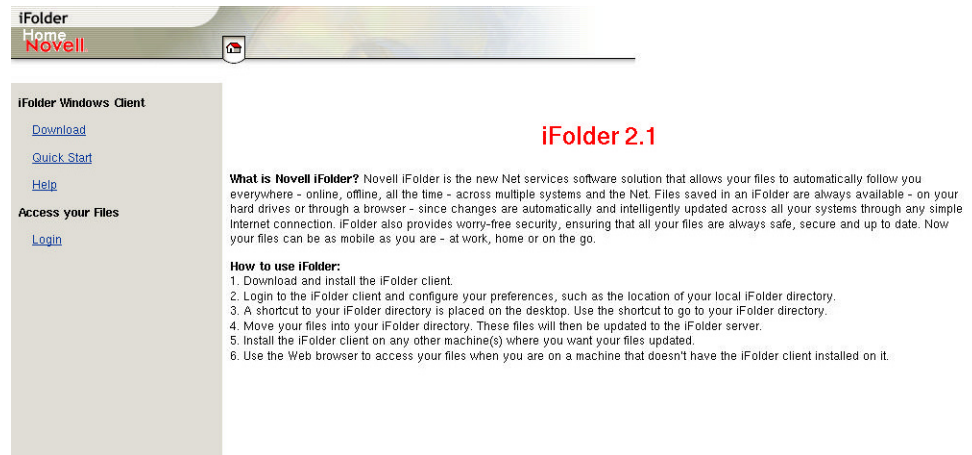 iFolder
Home
Novell.
iFolder Windows Client
Download
Quick Start
Help
Access your Files
Login
iFolder 2.1
What is Novell iFolder? Novell iFolder is the new Net services software solution that allows your files to automatically follow you
everywhere - online, offline, all the time - across multiple systems and the Net. Files saved in an iFolder are always available - on your
hard drives or through a browser - since changes are automatically and intelligently updated across all your systems through any simple
Internet connection. iFolder also provides worry-free security, ensuring that all your files are always safe, secure and up to date. Now
your files can be as mobile as you are - at work, home or on the go.
How to use iFolder:
1. Download and install the iFolder client.
2. Login to the iFolder client and configure your preferences, such as the location of your local iFolder directory.
3. A shortcut to your iFolder directory is placed on the desktop. Use the shortcut to go to your iFolder directory.
4. Move your files into your iFolder directory. These files will then be updated to the iFolder server.
5. Install the iFolder client on any other machine(s) where you want your files updated.
6. Use the Web browser to access your files when you are on a machine that doesn't have the iFolder client installed on it.